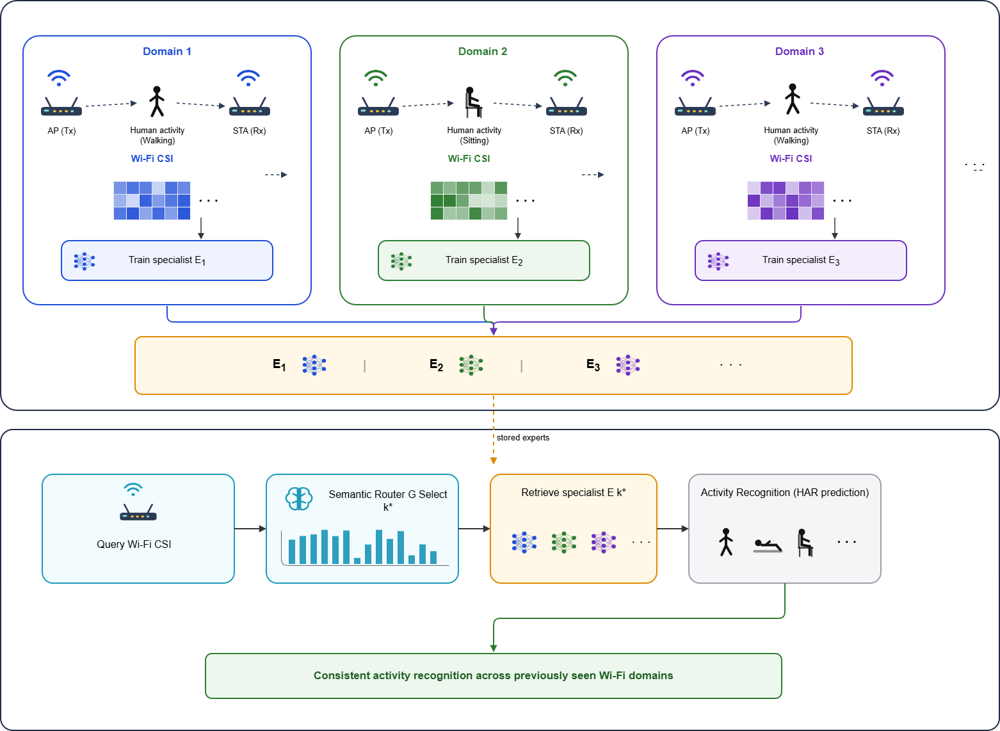 Domain 1
AP (Tx)
Human activity
(Walking)
STA (Rx)
Wi-Fi CSI
. . .
Train specialist E1
Domain 2
AP (Tx)
Human activity
(Sitting)
STA (Rx)
Wi-Fi CSI
. . .
Train specialist E2
Domain 3
AP (Tx)
Human activity
(Walking)
STA (Rx)
Wi-Fi CSI
. . .
Train specialist E3
. . .
E1 | E2 | E3 . . .
stored experts
Query Wi-Fi CSI
Semantic Router G Select
k*
Retrieve specialist E k*
. . .
Activity Recognition (HAR prediction)
. . .
Consistent activity recognition across previously seen Wi-Fi domains